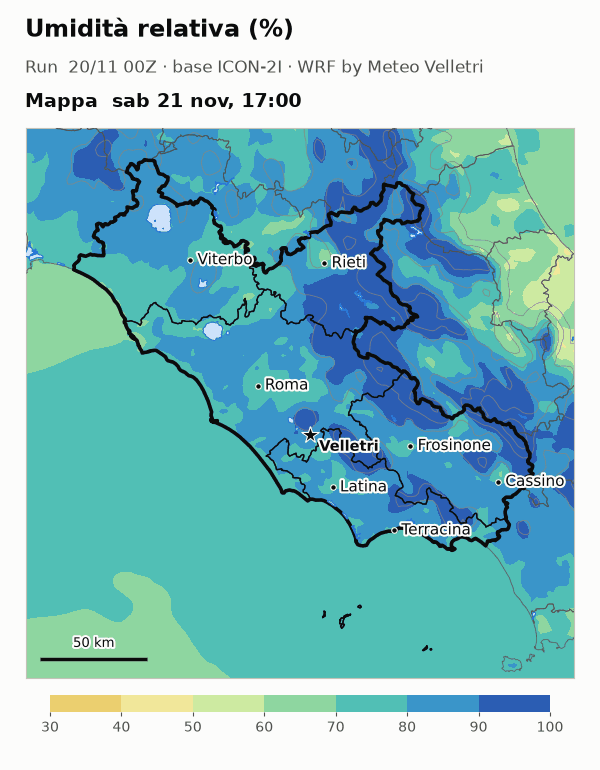 Umidità relativa (%)
Run 20/11 00Z · base ICON-2I · WRF by Meteo Velletri
Mappa sab 21 nov, 17:00
Viterbo
Rieti
Roma
Velletri
Frosinone
Cassino
Latina
Terracina
50 km
30 40 50 60 70 80 90 100